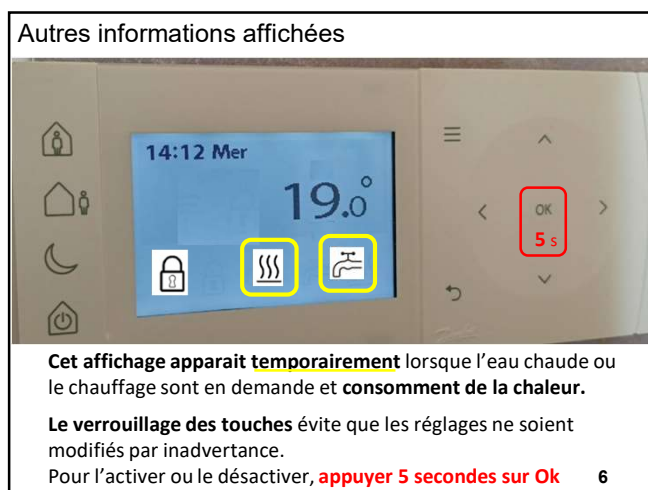 Autres informations affichées
14:12 Mer
19.0°
OK
5 s
Cet affichage apparait temporairement lorsque l'eau chaude ou
le chauffage sont en demande et consomment de la chaleur.
Le verrouillage des touches évite que les réglages ne soient
modifiés par inadvertance.
Pour l'activer ou le désactiver, appuyer 5 secondes sur Ok
6